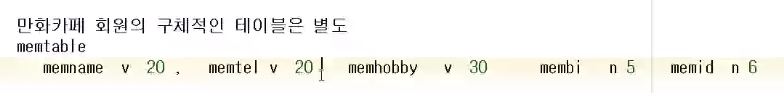 만화카페 회원의 구체적인 테이블은 별도
memtable
memname v 20 , memtel v 20 memhobby v 30 membi n 5 memid n 6